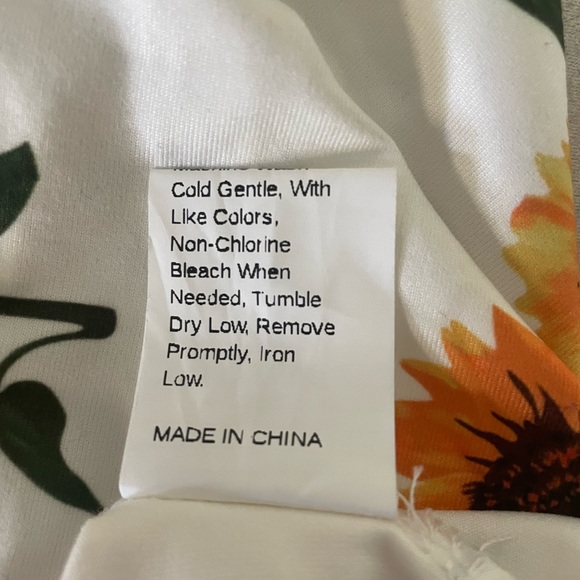 Cold Gentle, With
Like Colors,
Non-Chlorine
Bleach When
Needed, Tumble
Dry Low, Remove
Promptly, Iron
Low.
MADE IN CHINA